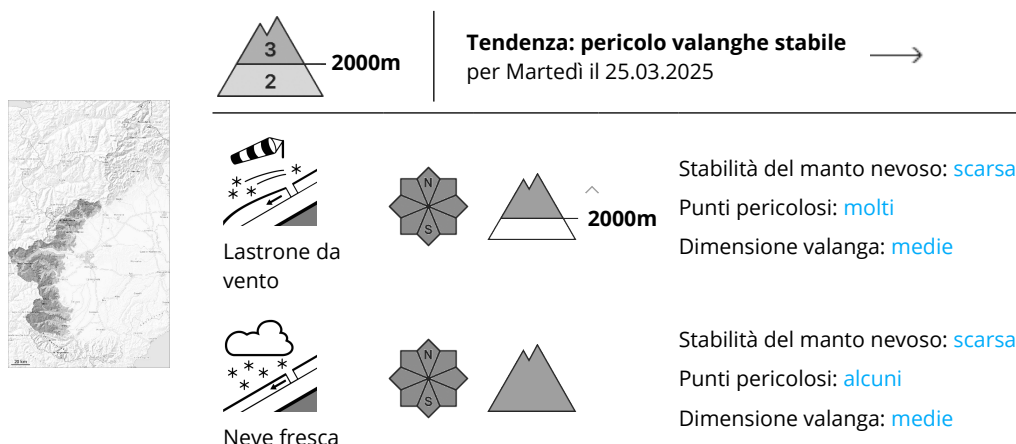 3
2000m
2
Tendenza: pericolo valanghe stabile
per Martedì il 25.03.2025
N
S
2000m
Lastrone da
vento
Stabilità del manto nevoso: scarsa
Punti pericolosi: molti
Dimensione valanga: medie
N
S
Neve fresca
Stabilità del manto nevoso: scarsa
Punti pericolosi: alcuni
Dimensione valanga: medie
20 km